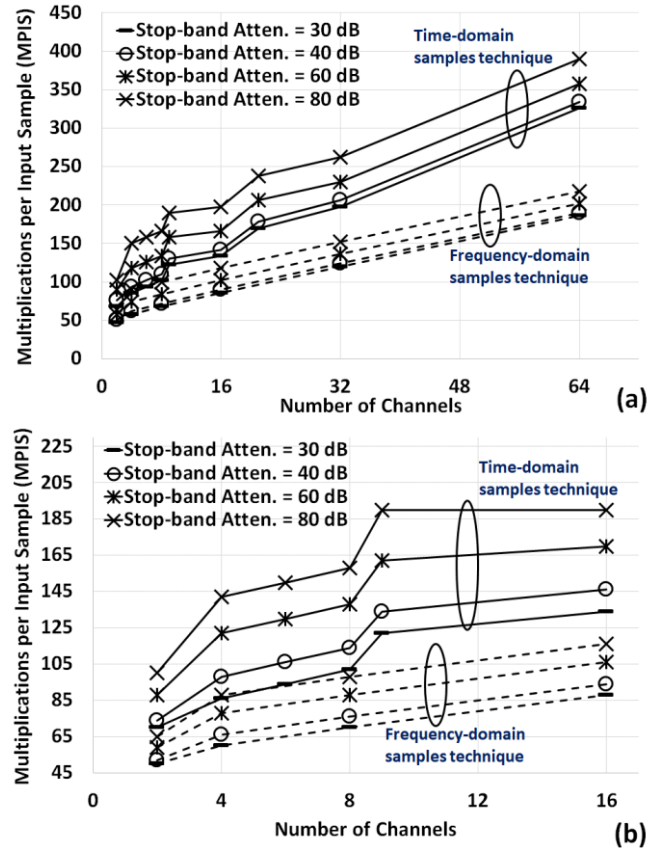 450
400
350
300
250
200
150
100
50
0
Multiplications per Input Sample (MPIS)
Stop-band Atten. = 30 dB
Stop-band Atten. = 40 dB
Stop-band Atten. = 60 dB
Stop-band Atten. = 80 dB
Time-domain
samples technique
Frequency-domain
samples technique
0 16 32 48 64
Number of Channels
(a)
225
205
185
165
145
125
105
85
65
45
Multiplications per Input Sample (MPIS)
Stop-band Atten. = 30 dB
Stop-band Atten. = 40 dB
Stop-band Atten. = 60 dB
Stop-band Atten. = 80 dB
Time-domain
samples technique
Frequency-domain
samples technique
0 4 8 12 16
Number of Channels
(b)